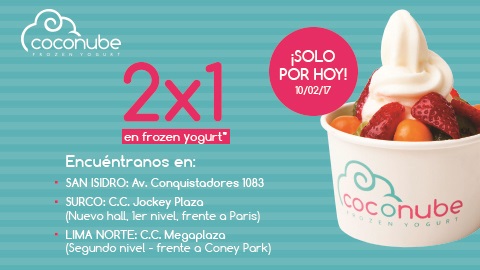 coconube
FROZEN YOGURT
2x1
en frozen yogurt*
¡SOLO
POR HOY!
10/02/17
Encuéntranos en:
• SAN ISIDRO: Av. Conquistadores 1083
• SURCO: C.C. Jockey Plaza
(Nuevo hall, 1er nivel, frente a Paris)
• LIMA NORTE: C.C. Megaplaza
(Segundo nivel - frente a Coney Park)
coconube
FROZEN YOGURT